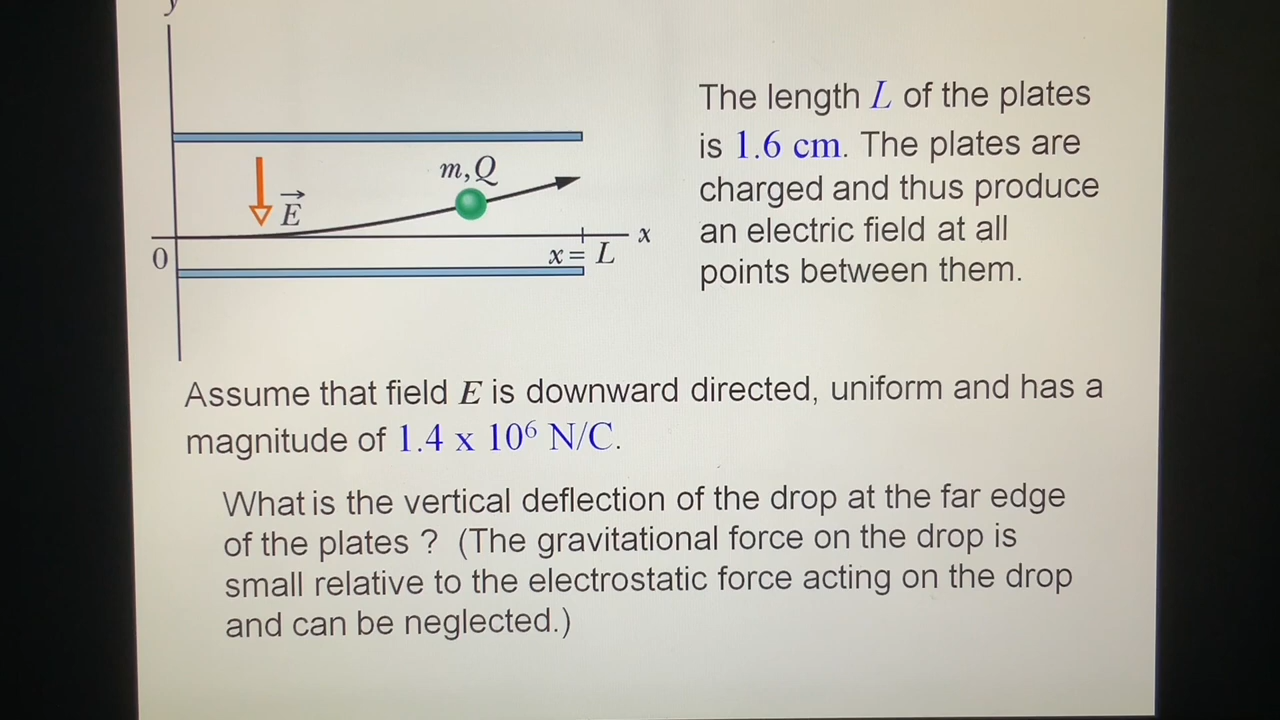 y
The length L of the plates
is 1.6 cm. The plates are
charged and thus produce
an electric field at all
points between them.
m,Q
E
x
0
x = L
Assume that field E is downward directed, uniform and has a
magnitude of 1.4 x 10⁶ N/C.
What is the vertical deflection of the drop at the far edge
of the plates ? (The gravitational force on the drop is
small relative to the electrostatic force acting on the drop
and can be neglected.)